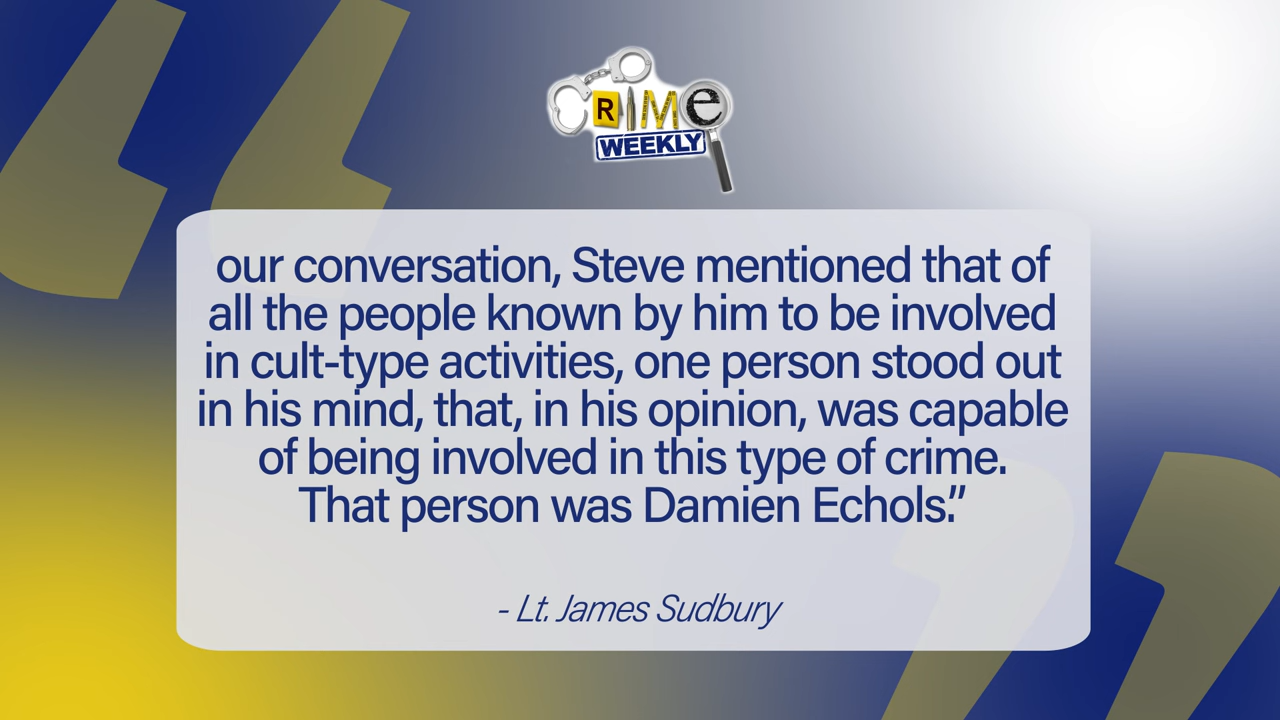 CRIME
WEEKLY
our conversation, Steve mentioned that of
all the people known by him to be involved
in cult-type activities, one person stood out
in his mind, that, in his opinion, was capable
of being involved in this type of crime.
That person was Damien Echols.”
- Lt. James Sudbury